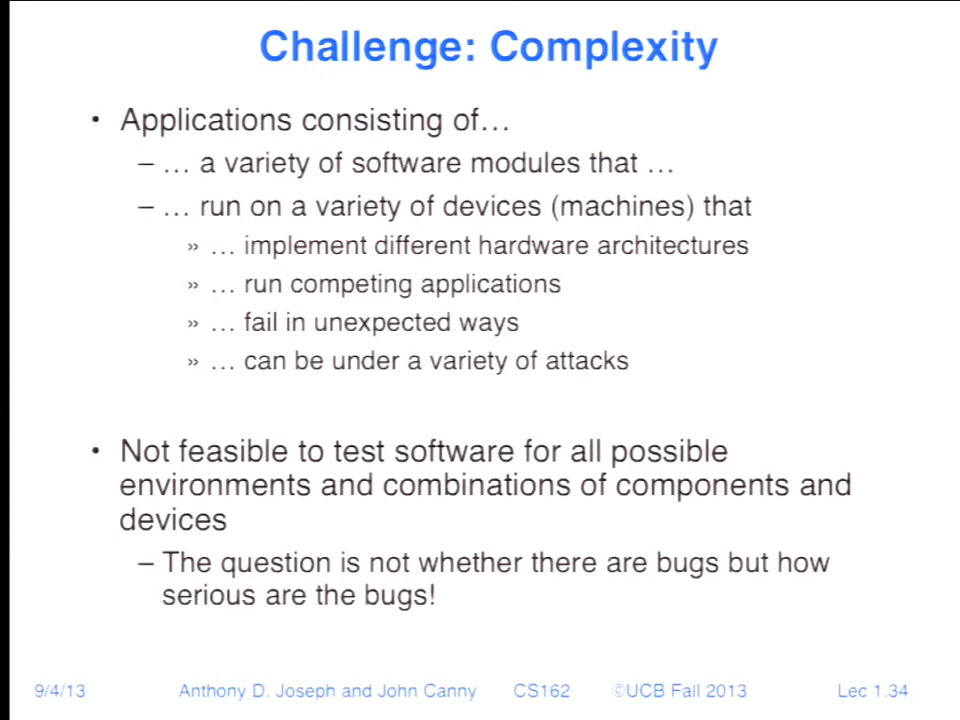 Challenge: Complexity
• Applications consisting of…
– … a variety of software modules that …
– … run on a variety of devices (machines) that
» … implement different hardware architectures
» … run competing applications
» … fail in unexpected ways
» … can be under a variety of attacks
• Not feasible to test software for all possible
environments and combinations of components and
devices
– The question is not whether there are bugs but how
serious are the bugs!
9/4/13 Anthony D. Joseph and John Canny CS162 ©UCB Fall 2013 Lec 1.34